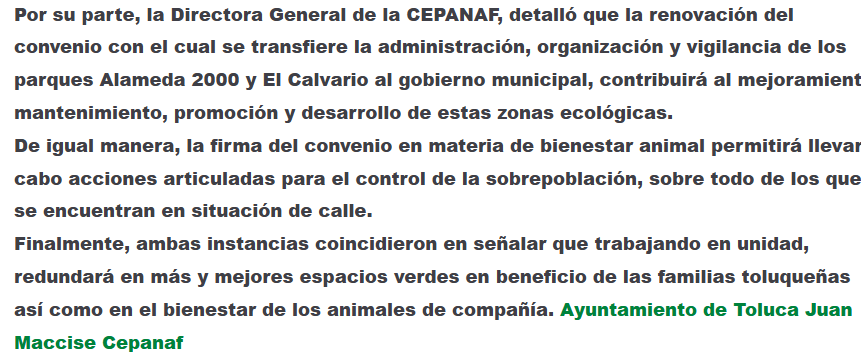 Por su parte, la Directora General de la CEPANAF, detalló que la renovación del
convenio con el cual se transfiere la administración, organización y vigilancia de los
parques Alameda 2000 y El Calvario al gobierno municipal, contribuirá al mejoramient
mantenimiento, promoción y desarrollo de estas zonas ecológicas.
De igual manera, la firma del convenio en materia de bienestar animal permitirá llevar
cabo acciones articuladas para el control de la sobrepoblación, sobre todo de los que
se encuentran en situación de calle.
Finalmente, ambas instancias coincidieron en señalar que trabajando en unidad,
redundará en más y mejores espacios verdes en beneficio de las familias toluqueñas
así como en el bienestar de los animales de compañía. Ayuntamiento de Toluca Juan
Maccise Cepanaf